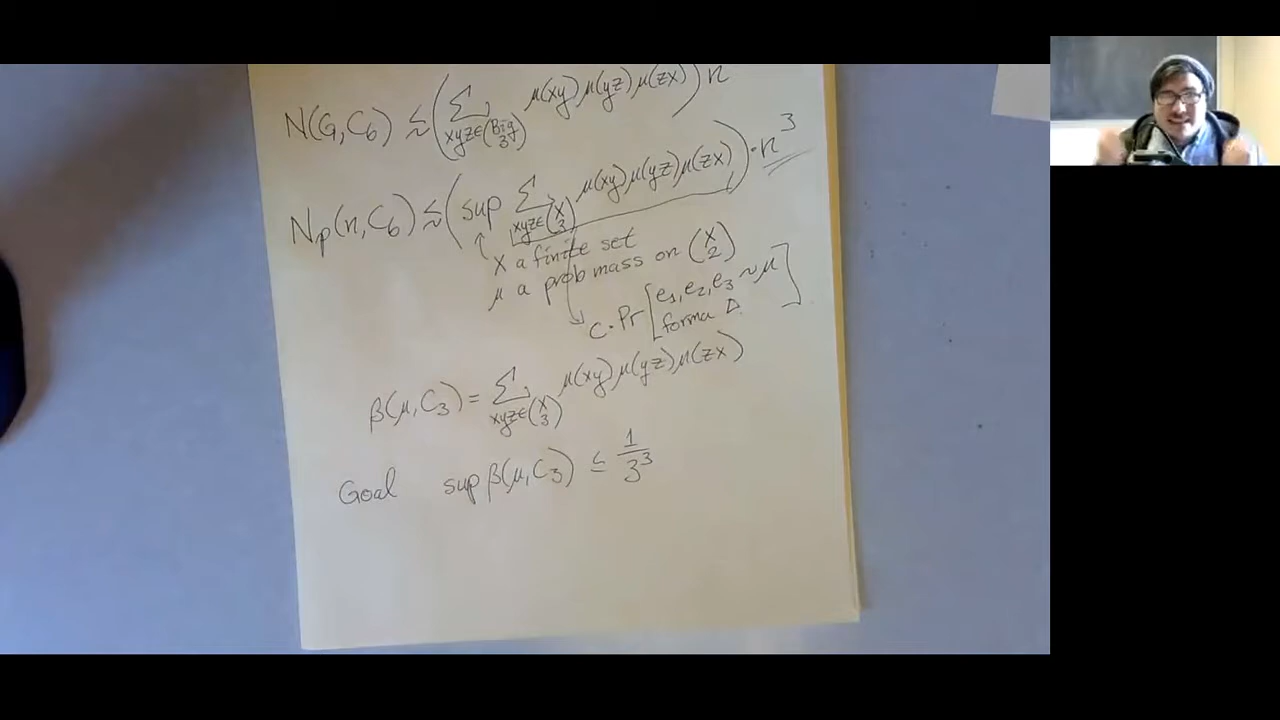 N(G,C₆) ≲ ( Σ_{xyz∈(Big 3)} μ(xy)μ(yz)μ(zx) ) n
N_p(n,C₆) ≲ ( sup Σ_{xyz∈(X 3)} μ(xy)μ(yz)μ(zx) ) · n³
X a finite set
μ a prob mass on (X 2)
C · Pr [ e₁, e₂, e₃ ~ μ
forma Δ ]
β(μ,C₃) = Σ_{xyz∈(X 3)} μ(xy)μ(yz)μ(zx)
Goal sup β(μ,C₃) ≤ 1/3³